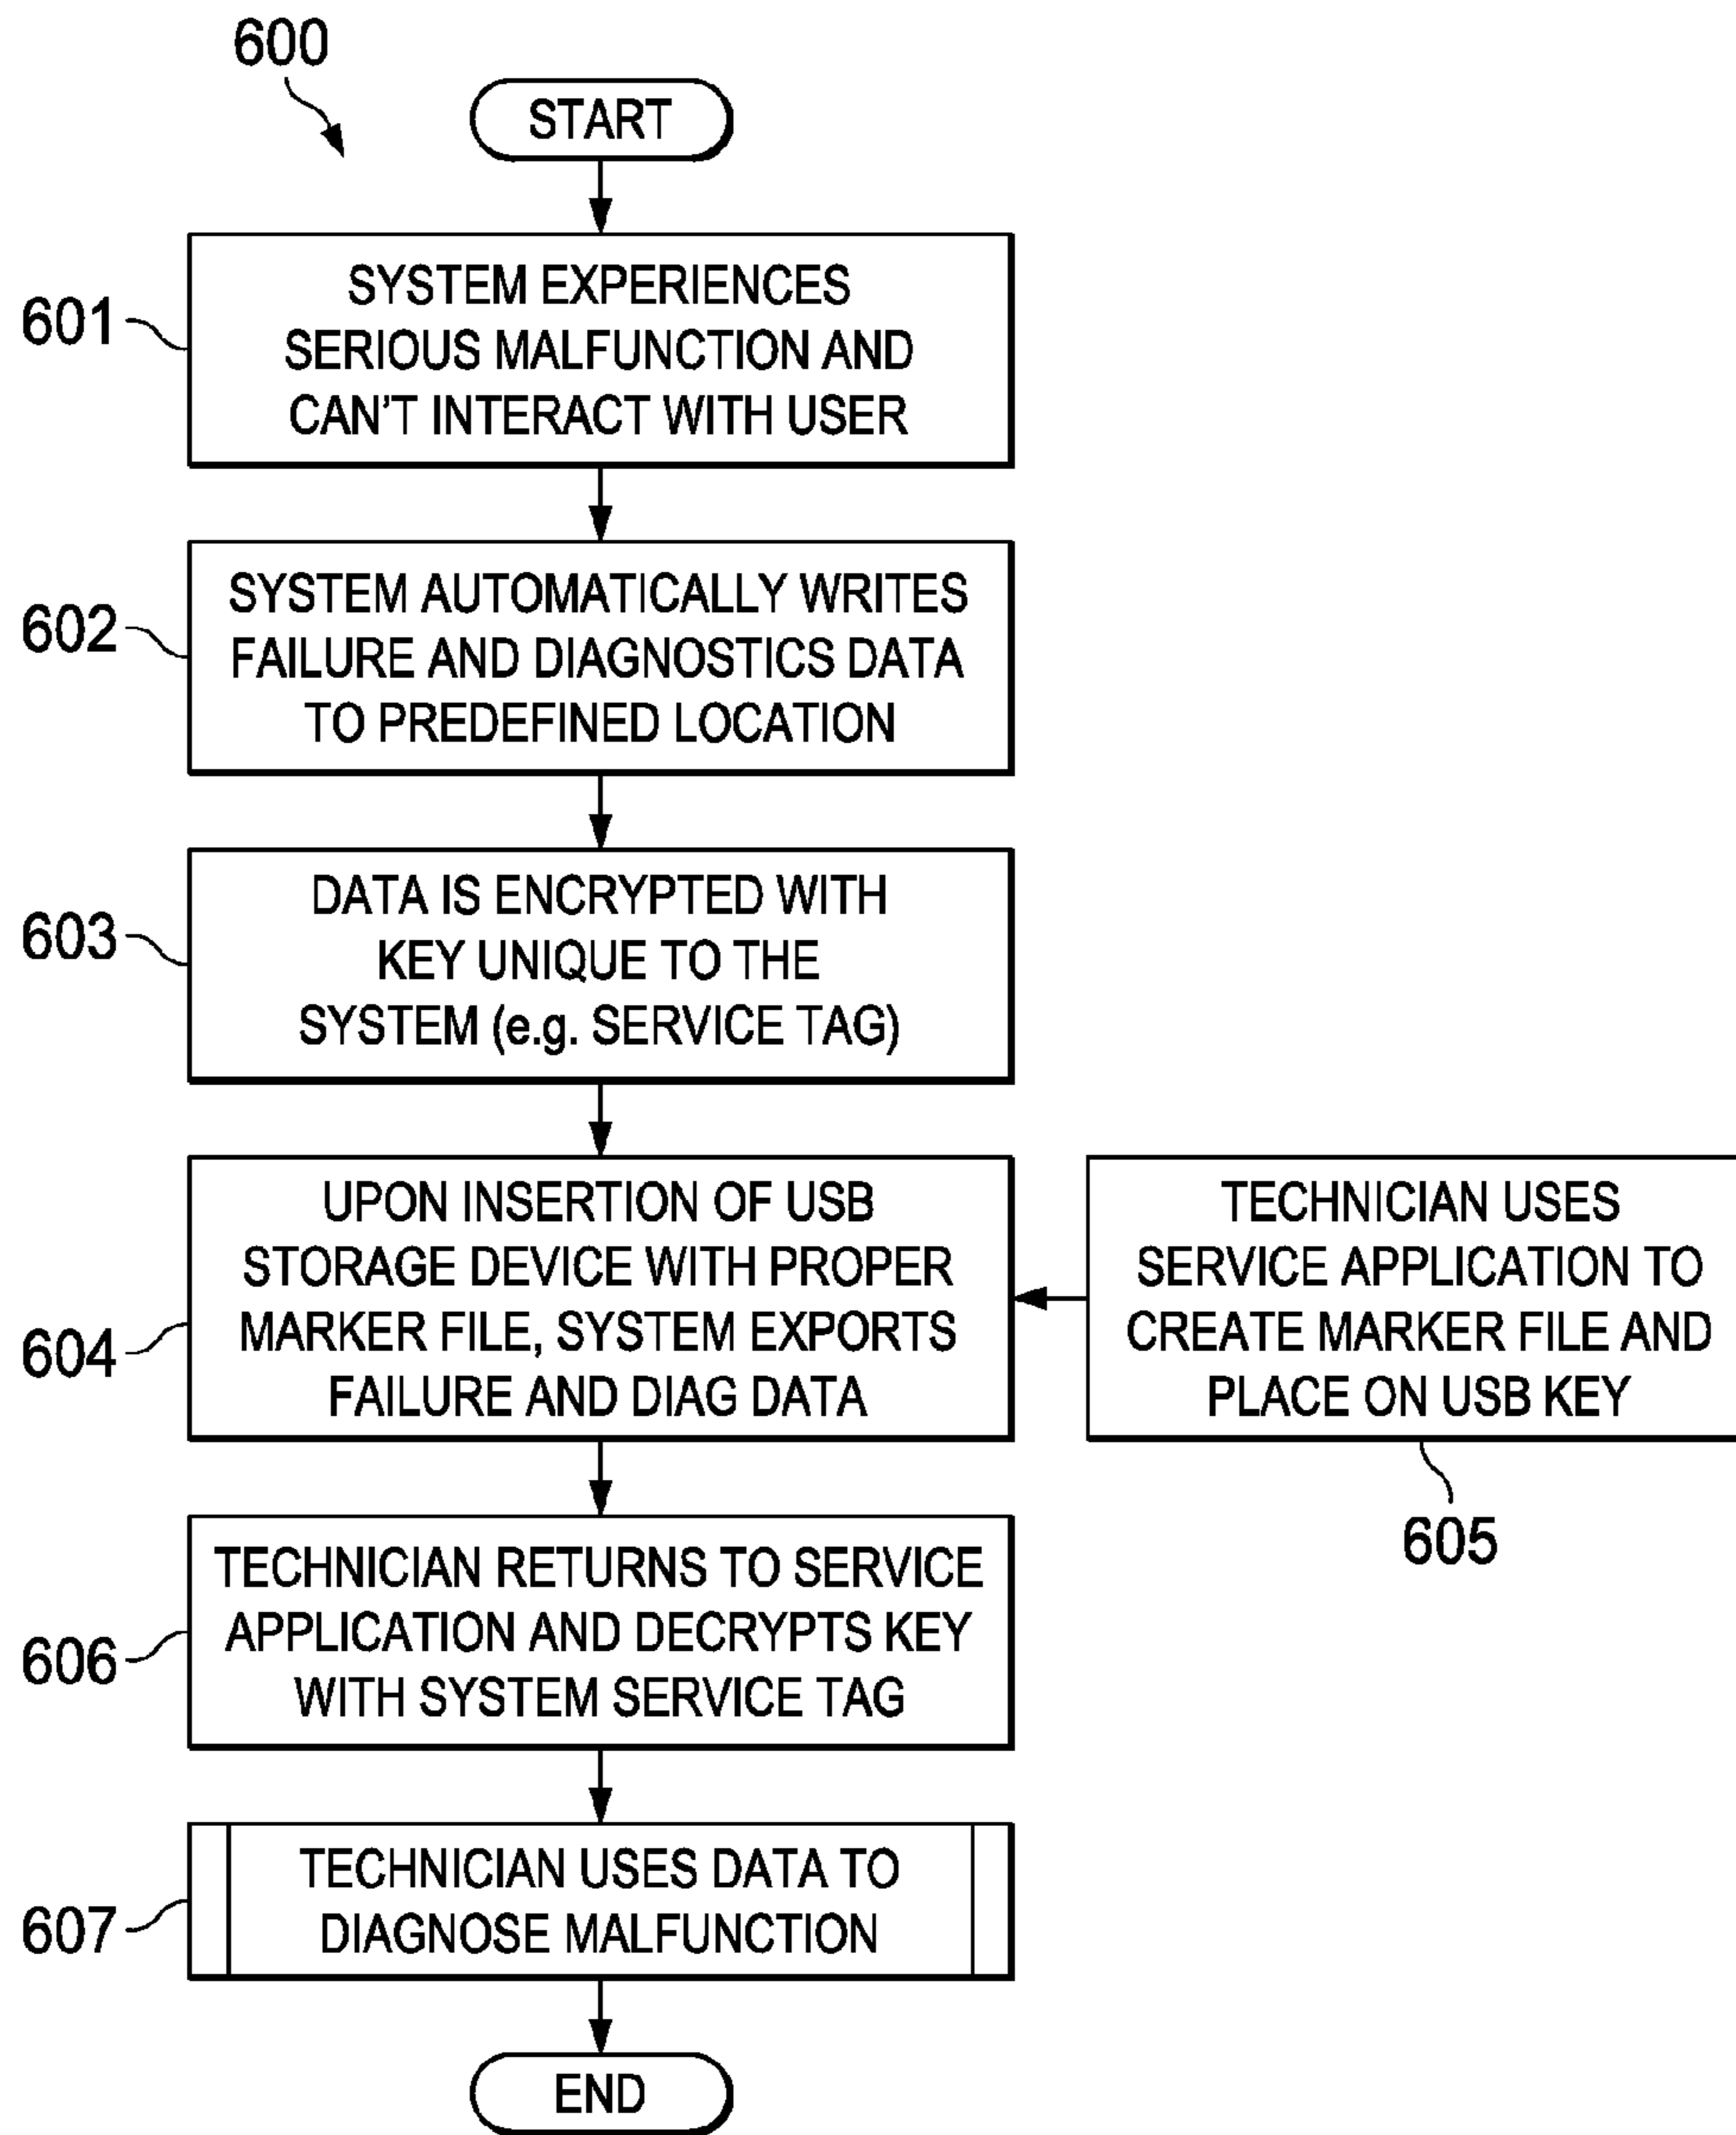 600
START
601
SYSTEM EXPERIENCES
SERIOUS MALFUNCTION AND
CAN'T INTERACT WITH USER
602
SYSTEM AUTOMATICALLY WRITES
FAILURE AND DIAGNOSTICS DATA
TO PREDEFINED LOCATION
603
DATA IS ENCRYPTED WITH
KEY UNIQUE TO THE
SYSTEM (e.g. SERVICE TAG)
604
UPON INSERTION OF USB
STORAGE DEVICE WITH PROPER
MARKER FILE, SYSTEM EXPORTS
FAILURE AND DIAG DATA
TECHNICIAN USES
SERVICE APPLICATION TO
CREATE MARKER FILE AND
PLACE ON USB KEY
605
606
TECHNICIAN RETURNS TO SERVICE
APPLICATION AND DECRYPTS KEY
WITH SYSTEM SERVICE TAG
607
TECHNICIAN USES DATA TO
DIAGNOSE MALFUNCTION
END